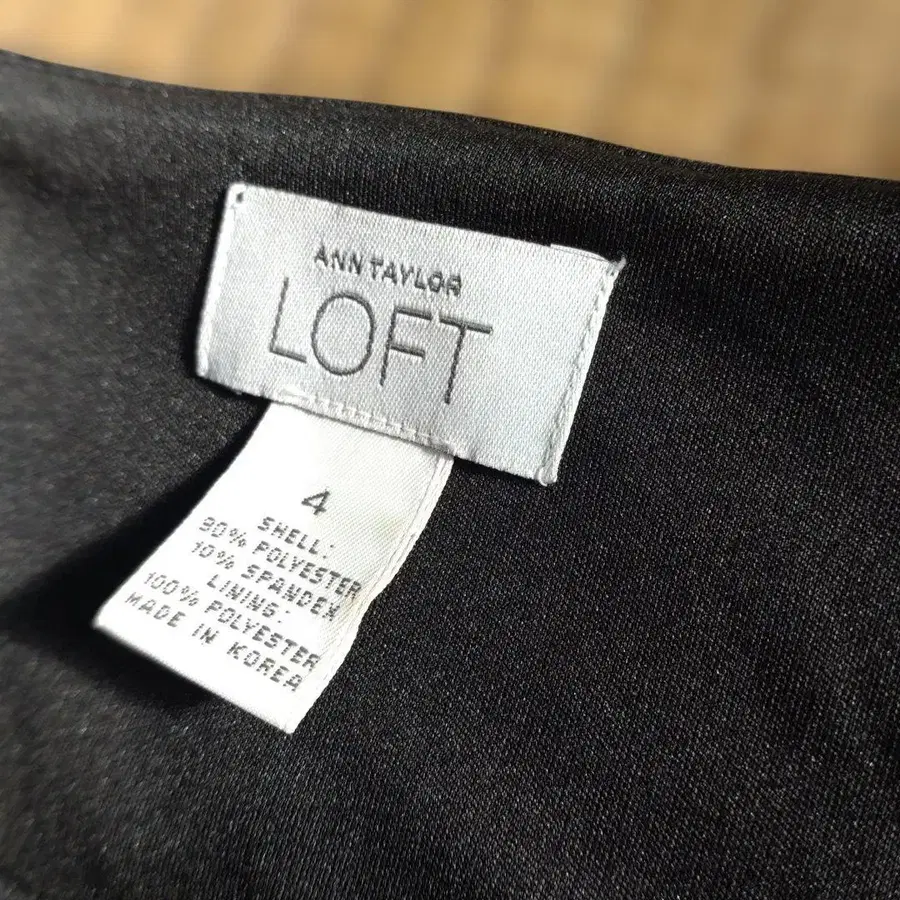 ANN TAYLOR
LOFT
4
SHELL:
90% POLYESTER
10% SPANDEX
LINING:
100% POLYESTER
MADE IN KOREA